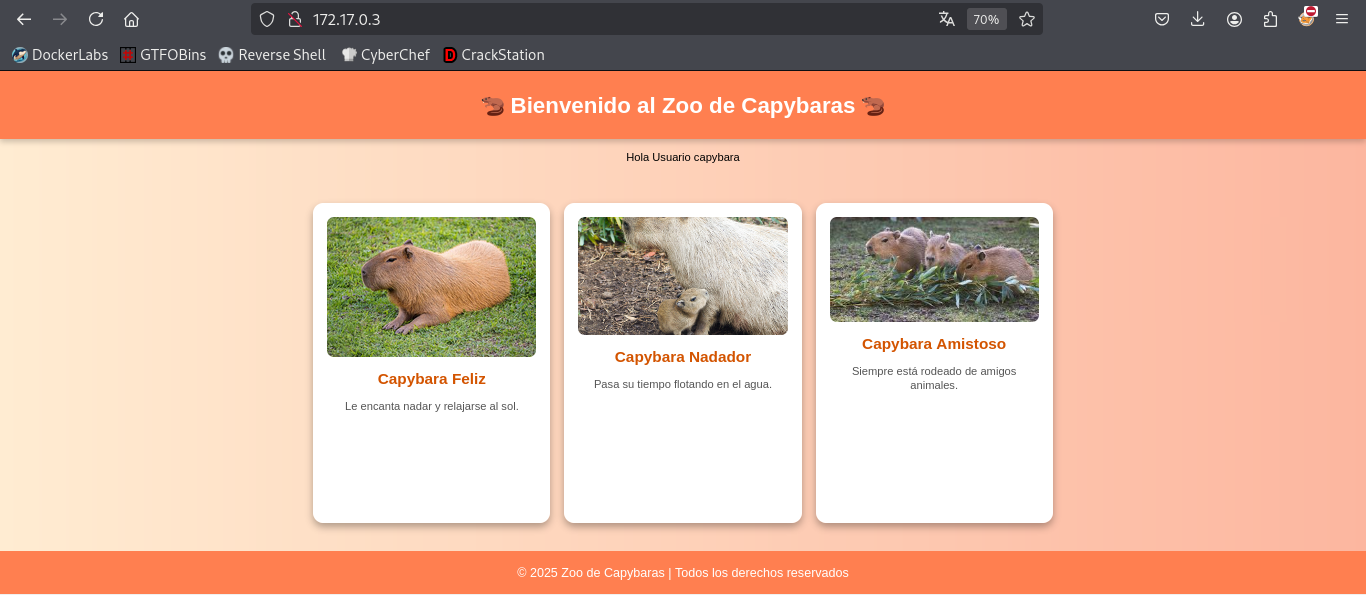 172.17.0.3
70%
DockerLabs GTFOBins Reverse Shell CyberChef CrackStation
Bienvenido al Zoo de Capybaras
Hola Usuario capybara
Capybara Feliz
Le encanta nadar y relajarse al sol.
Capybara Nadador
Pasa su tiempo flotando en el agua.
Capybara Amistoso
Siempre está rodeado de amigos
animales.
© 2025 Zoo de Capybaras | Todos los derechos reservados